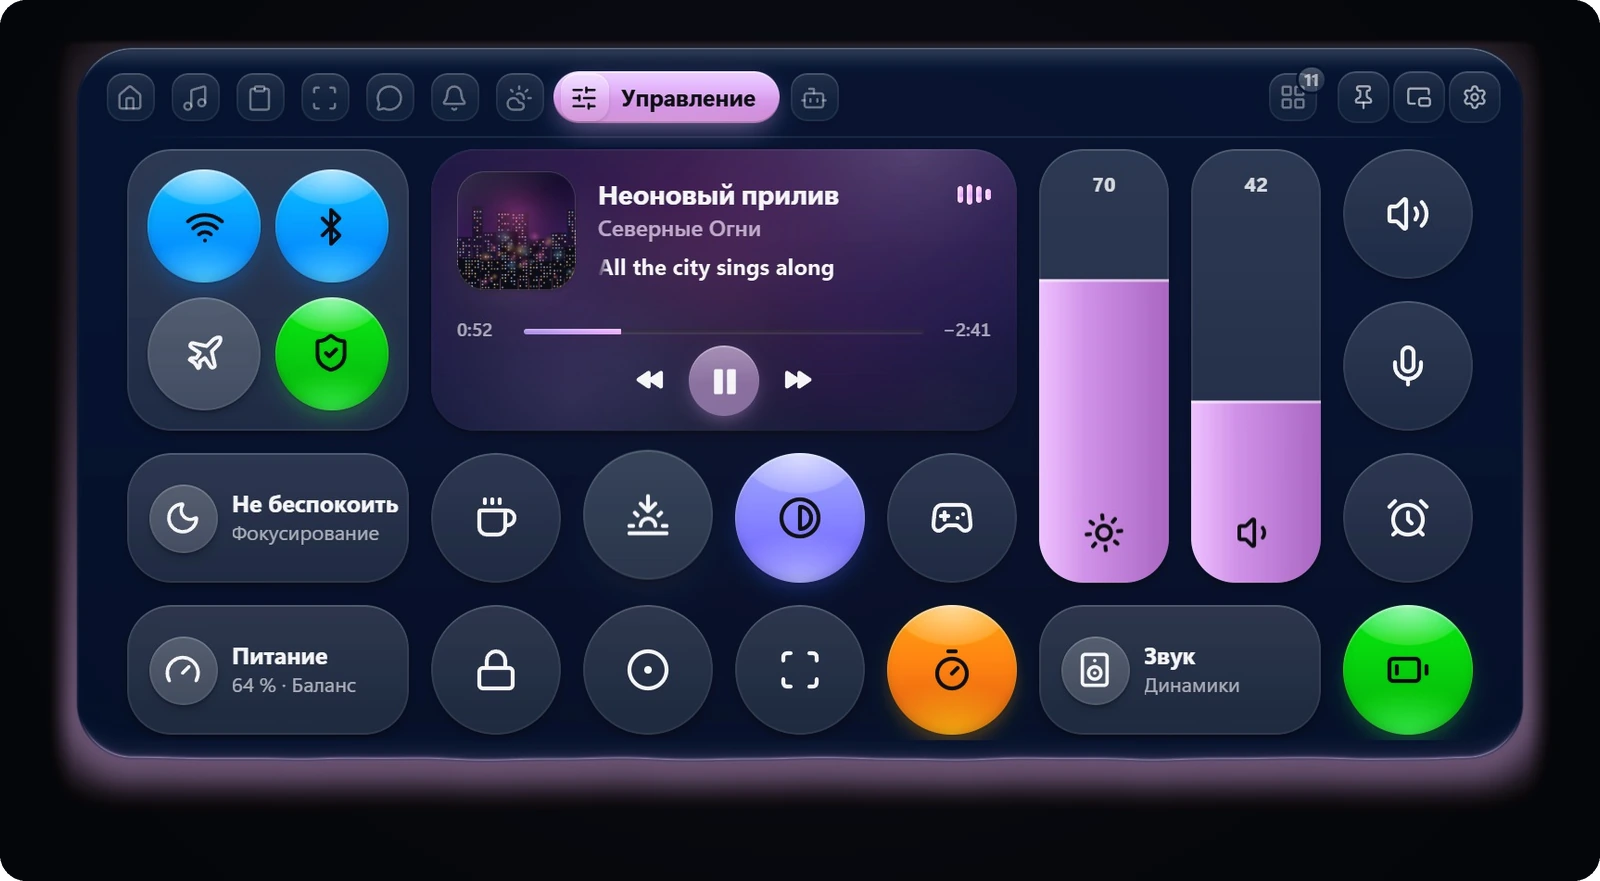 Управление
11
Неоновый прилив
Северные Огни
All the city sings along
0:52
−2:41
70
42
Не беспокоить
Фокусирование
Питание
64 % · Баланс
Звук
Динамики